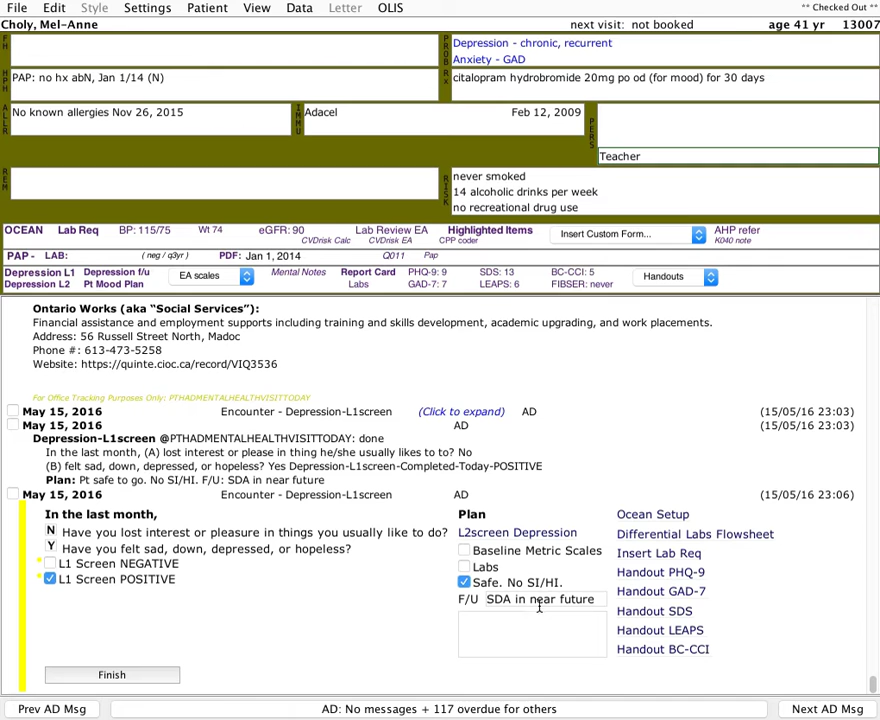 File Edit Style Settings Patient View Data Letter OLIS ** Checked Out **
Choly, Mel-Anne next visit: not booked age 41 yr 13007
FH
PROB
Depression - chronic, recurrent
Anxiety - GAD
HPH
PAP: no hx abN, Jan 1/14 (N)
Rx
citalopram hydrobromide 20mg po od (for mood) for 30 days
ALLR
No known allergies Nov 26, 2015
IMMU
Adacel Feb 12, 2009
PERS
Teacher
REM
RISK
never smoked
14 alcoholic drinks per week
no recreational drug use
OCEAN Lab Req BP: 115/75 Wt 74 eGFR: 90 Lab Review EA Highlighted Items Insert Custom Form... AHP refer
CVDrisk Calc CVDrisk EA CPP coder K040 note
PAP - LAB: ( neg / q3yr ) PDF: Jan 1, 2014 Q011 Pap
Depression L1 Depression f/u EA scales Mental Notes Report Card PHQ-9: 9 SDS: 13 BC-CCI: 5 Handouts
Depression L2 Pt Mood Plan Labs GAD-7: 7 LEAPS: 6 FIBSER: never
Ontario Works (aka “Social Services”):
Financial assistance and employment supports including training and skills development, academic upgrading, and work placements.
Address: 56 Russell Street North, Madoc
Phone #: 613-473-5258
Website: https://quinte.cioc.ca/record/VIQ3536
For Office Tracking Purposes Only: PTHADMENTALHEALTHVISITTODAY
May 15, 2016 Encounter - Depression-L1screen (Click to expand) AD (15/05/16 23:03)
May 15, 2016 AD (15/05/16 23:03)
Depression-L1screen @PTHADMENTALHEALTHVISITTODAY: done
In the last month, (A) lost interest or please in thing he/she usually likes to to? No
(B) felt sad, down, depressed, or hopeless? Yes Depression-L1screen-Completed-Today-POSITIVE
Plan: Pt safe to go. No SI/HI. F/U: SDA in near future
May 15, 2016 Encounter - Depression-L1screen AD (15/05/16 23:06)
In the last month,
N Have you lost interest or pleasure in things you usually like to do?
Y Have you felt sad, down, depressed, or hopeless?
L1 Screen NEGATIVE
L1 Screen POSITIVE
Finish
Plan
L2screen Depression
Baseline Metric Scales
Labs
Safe. No SI/HI.
F/U SDA in near future
Ocean Setup
Differential Labs Flowsheet
Insert Lab Req
Handout PHQ-9
Handout GAD-7
Handout SDS
Handout LEAPS
Handout BC-CCI
Prev AD Msg AD: No messages + 117 overdue for others Next AD Msg